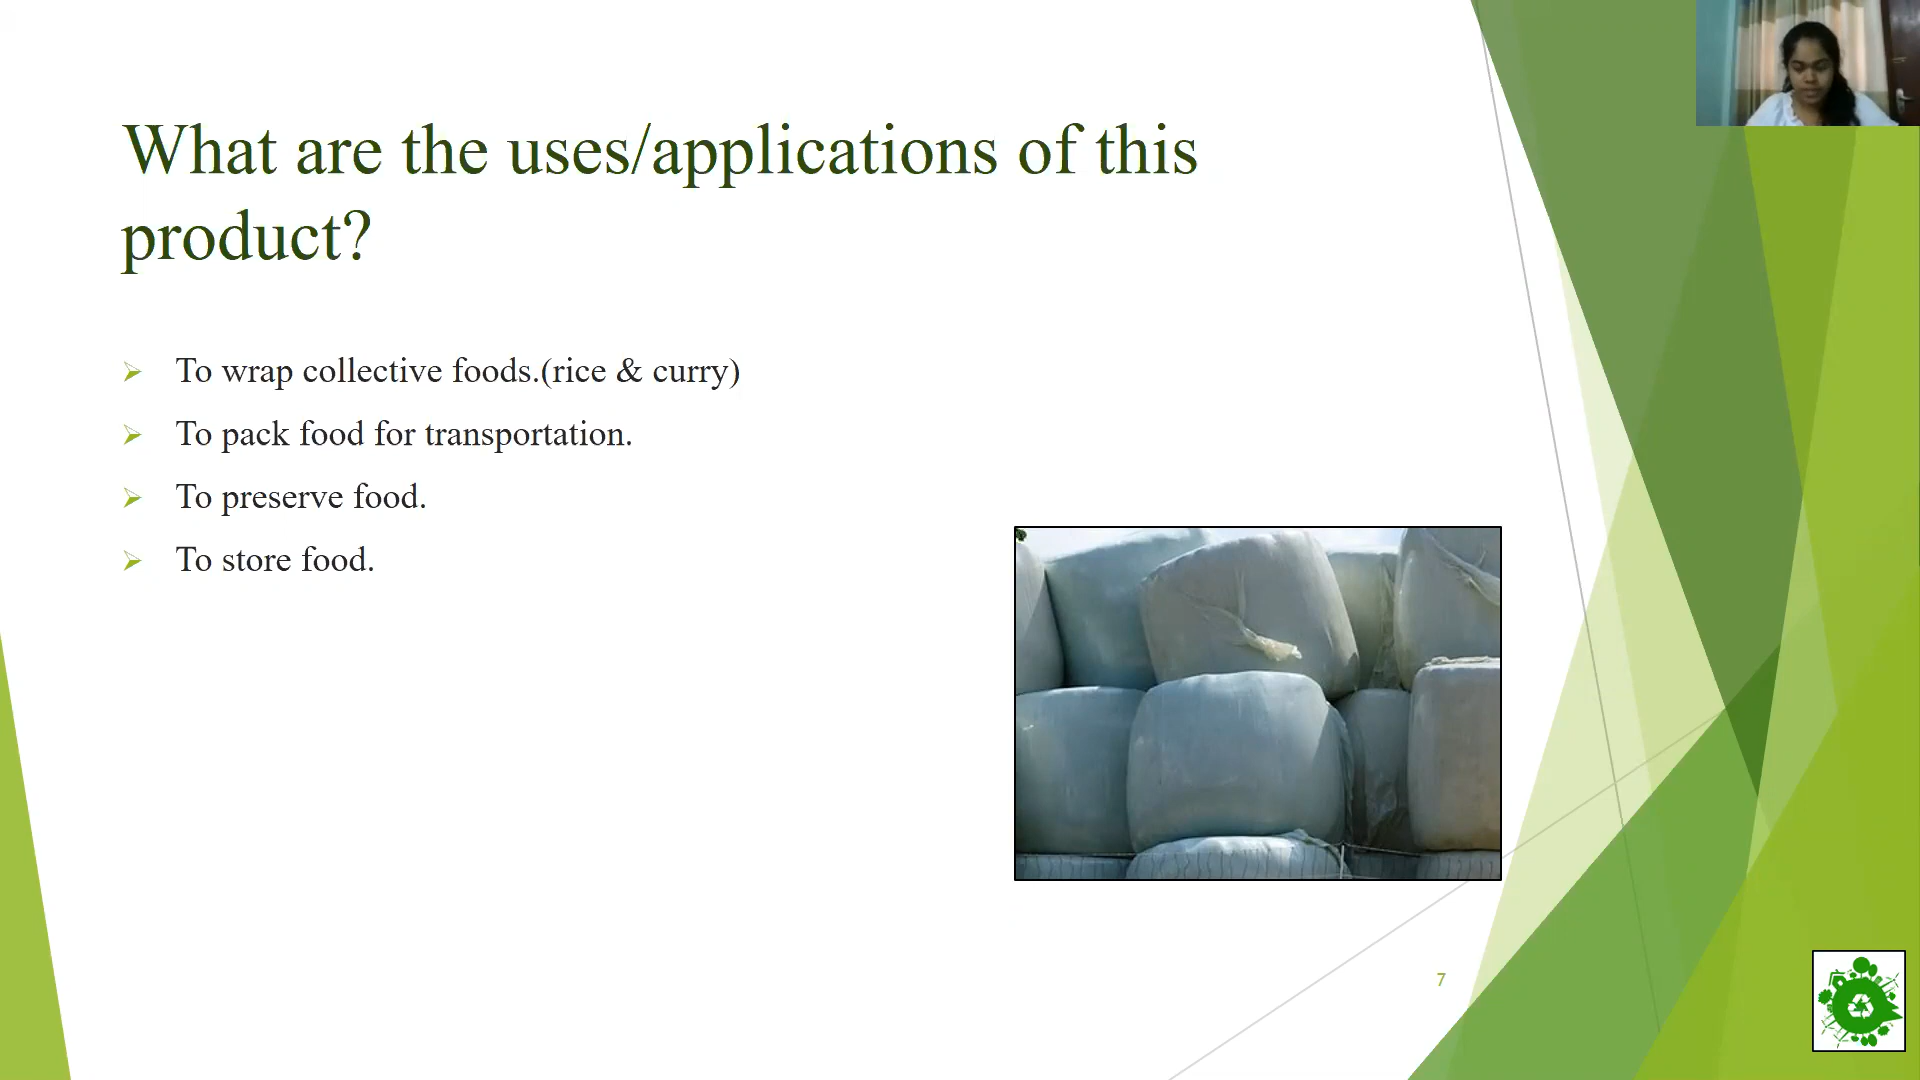 What are the uses/applications of this
product?
To wrap collective foods.(rice & curry)
To pack food for transportation.
To preserve food.
To store food.
7